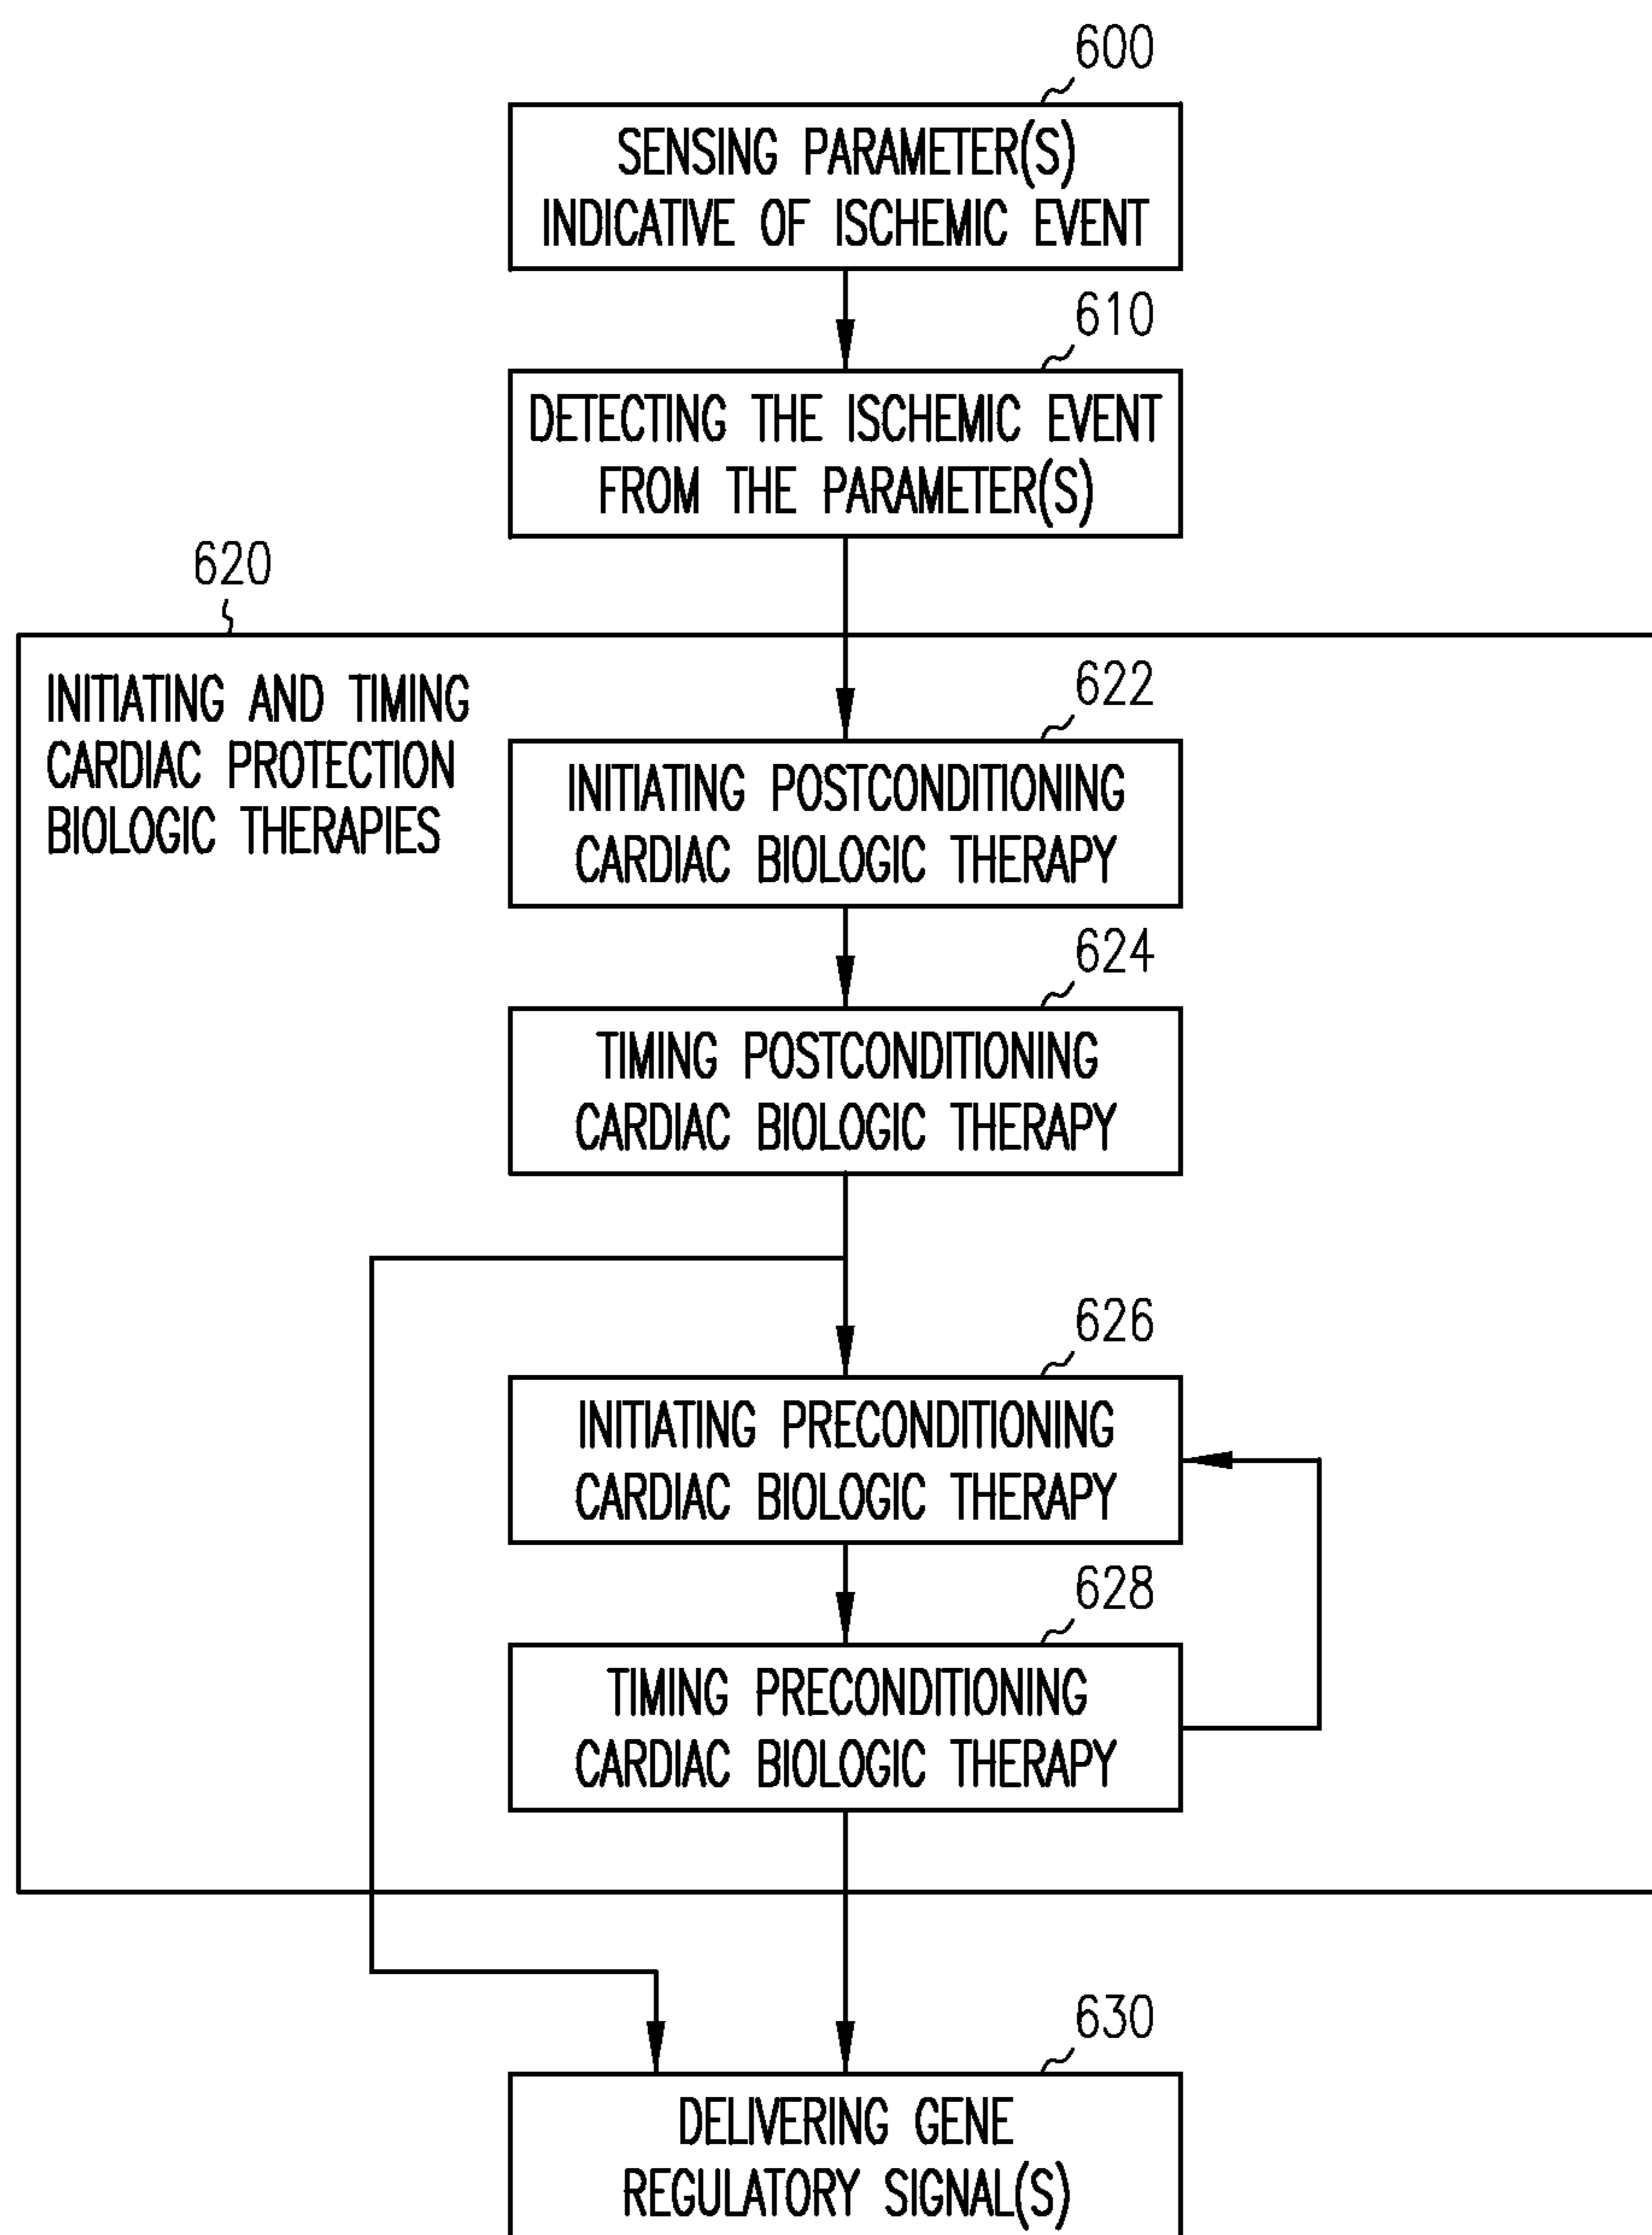 600
SENSING PARAMETER(S)
INDICATIVE OF ISCHEMIC EVENT
610
DETECTING THE ISCHEMIC EVENT
FROM THE PARAMETER(S)
620
INITIATING AND TIMING
CARDIAC PROTECTION
BIOLOGIC THERAPIES
622
INITIATING POSTCONDITIONING
CARDIAC BIOLOGIC THERAPY
624
TIMING POSTCONDITIONING
CARDIAC BIOLOGIC THERAPY
626
INITIATING PRECONDITIONING
CARDIAC BIOLOGIC THERAPY
628
TIMING PRECONDITIONING
CARDIAC BIOLOGIC THERAPY
630
DELIVERING GENE
REGULATORY SIGNAL(S)